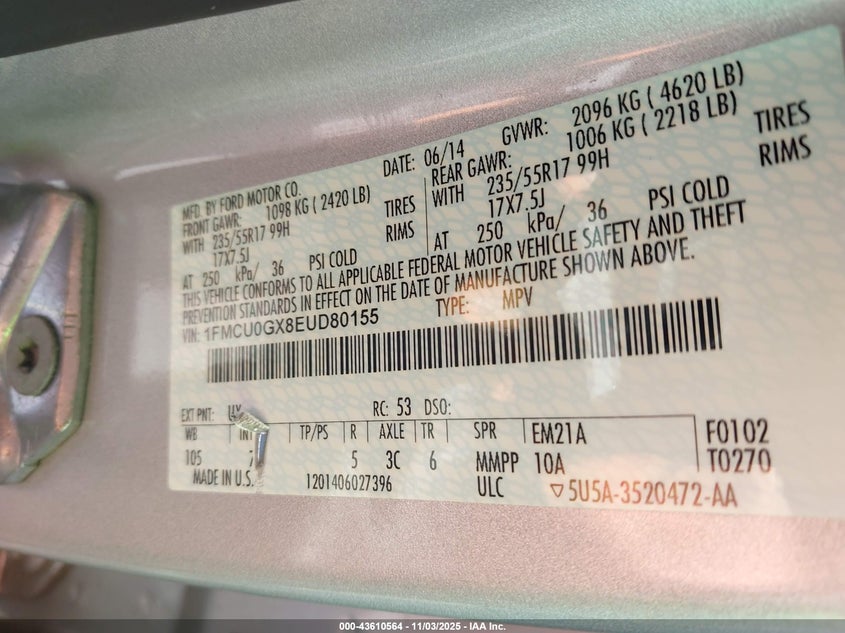 MFD. BY FORD MOTOR CO. DATE: 06/14 GVWR: 2096 KG ( 4620 LB)
FRONT GAWR: 1098 KG ( 2420 LB) REAR GAWR: 1006 KG ( 2218 LB)
WITH 235/55R17 99H TIRES WITH 235/55R17 99H TIRES
17X7.5J RIMS 17X7.5J RIMS
AT 250 kPa/ 36 PSI COLD AT 250 kPa/ 36 PSI COLD
THIS VEHICLE CONFORMS TO ALL APPLICABLE FEDERAL MOTOR VEHICLE SAFETY AND THEFT
PREVENTION STANDARDS IN EFFECT ON THE DATE OF MANUFACTURE SHOWN ABOVE.
VIN: 1FMCU0GX8EUD80155 TYPE: MPV
EXT PNT: RC: 53 DSO:
WB TP/PS R AXLE TR SPR EM21A F0102
105 5 3C 6 MMPP 10A T0270
MADE IN U.S. 1201406027396 ULC ▽5U5A-3520472-AA
000-43610564 - 11/03/2025 - IAA Inc.